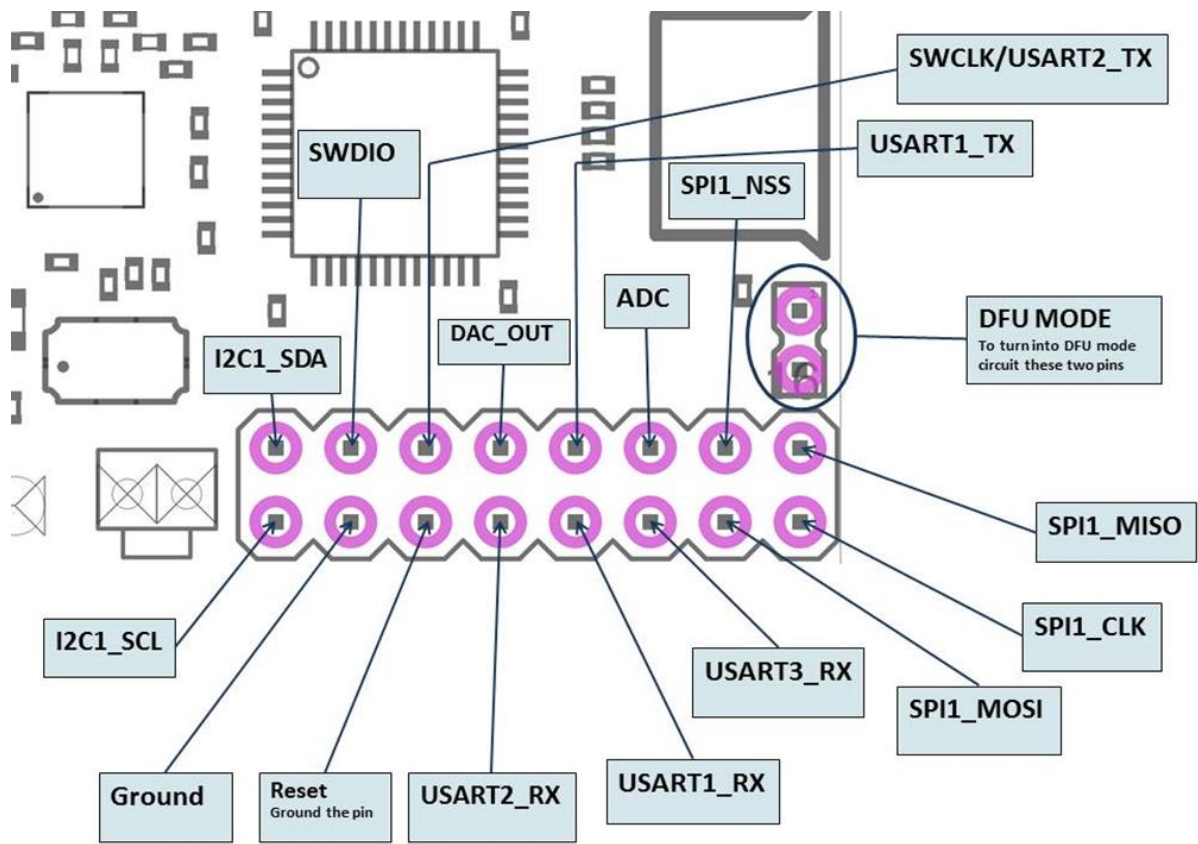 SWCLK/USART2_TX
USART1_TX
SWDIO
SPI1_NSS
ADC
DAC_OUT
DFU MODE
To turn into DFU mode
circuit these two pins
I2C1_SDA
16
SPI1_MISO
I2C1_SCL
SPI1_CLK
USART3_RX
SPI1_MOSI
Ground
Reset
Ground the pin
USART2_RX
USART1_RX